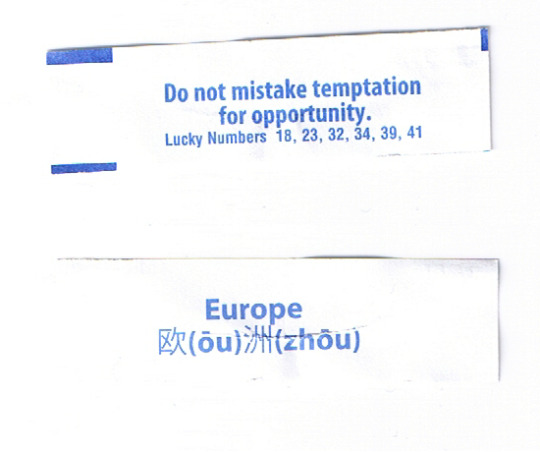 Do not mistake temptation
for opportunity.
Lucky Numbers 18, 23, 32, 34, 39, 41
Europe
欧(ōu)洲(zhōu)